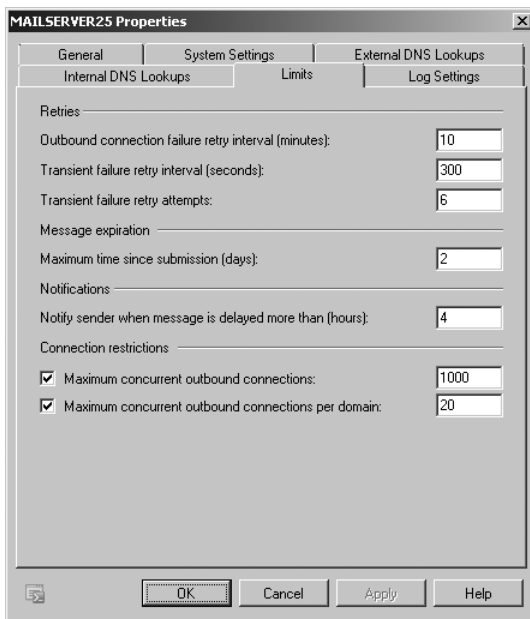 MAILSERVER25 Properties
General
System Settings
External DNS Lookups
Internal DNS Lookups
Limits
Log Settings
Retries
Outbound connection failure retry interval (minutes): 10
Transient failure retry interval (seconds): 300
Transient failure retry attempts: 6
Message expiration
Maximum time since submission (days): 2
Notifications
Notify sender when message is delayed more than (hours): 4
Connection restrictions
Maximum concurrent outbound connections: 1000
Maximum concurrent outbound connections per domain: 20
OK
Cancel
Apply
Help